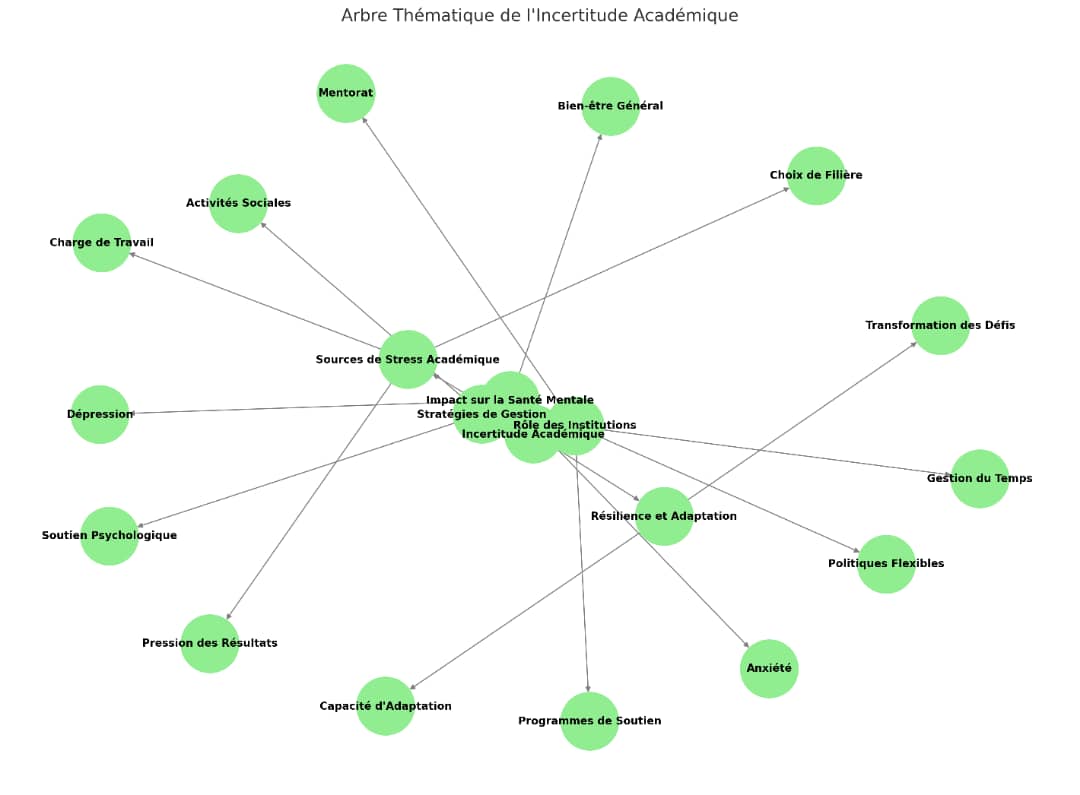 Arbre Thématique de l'Incertitude Académique
Mentorat
Bien-être Général
Choix de Filière
Activités Sociales
Charge de Travail
Transformation des Défis
Sources de Stress Académique
Impact sur la Santé Mentale
Dépression
Stratégies de Gestion
Rôle des Institutions
Incertitude Académique
Gestion du Temps
Résilience et Adaptation
Soutien Psychologique
Politiques Flexibles
Pression des Résultats
Anxiété
Capacité d'Adaptation
Programmes de Soutien